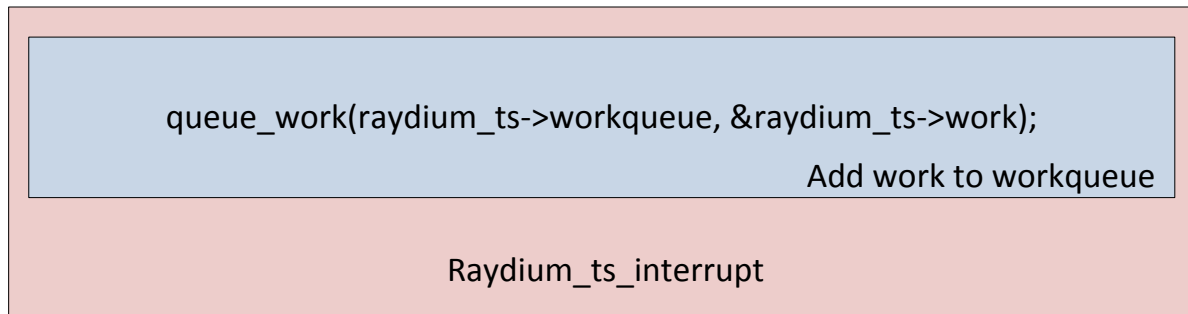 queue_work(raydium_ts->workqueue, &raydium_ts->work);
Add work to workqueue
Raydium_ts_interrupt